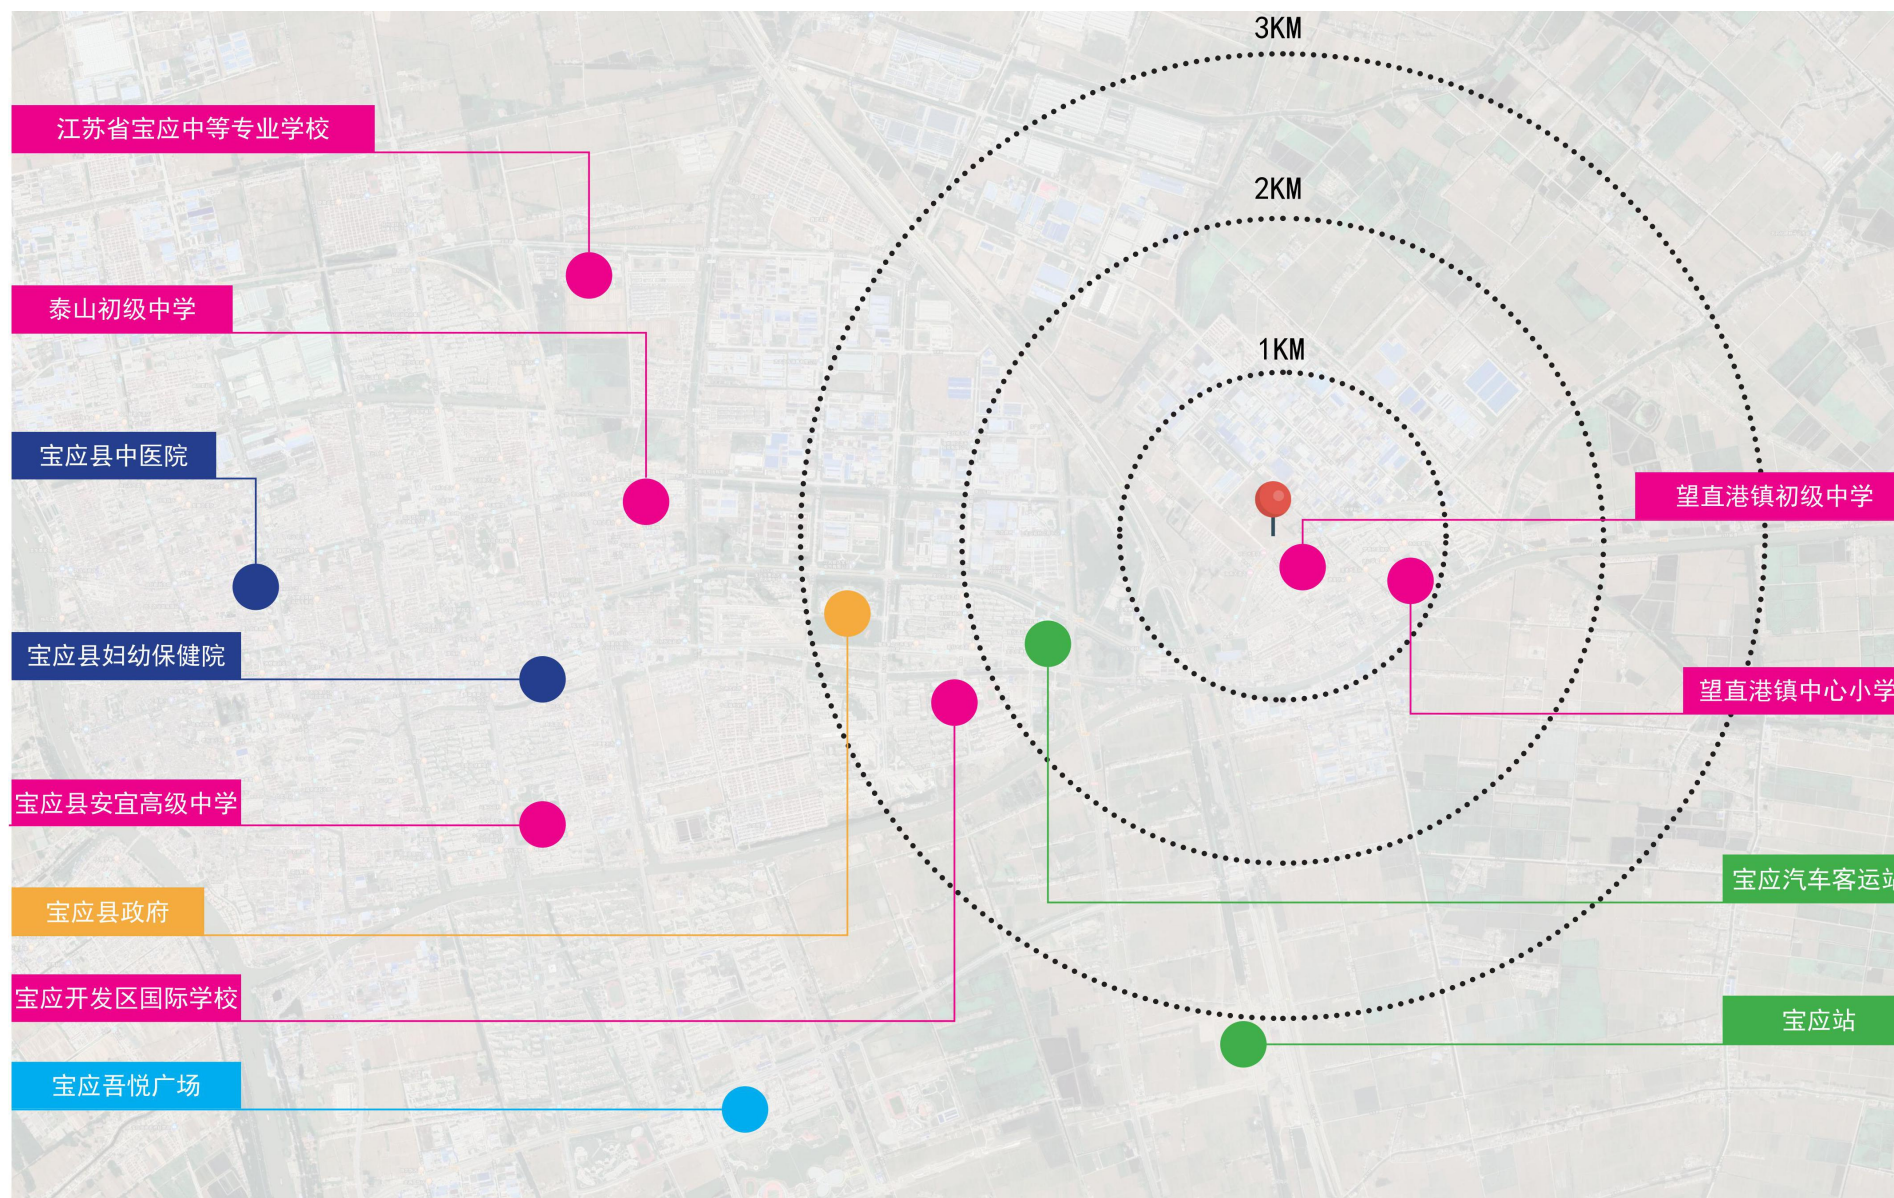 3KM
江苏省宝应中等专业学校
2KM
泰山初级中学
1KM
宝应县中医院
望直港镇初级中学
宝应县妇幼保健院
望直港镇中心小学
宝应县安宜高级中学
宝应汽车客运站
宝应县政府
宝应开发区国际学校
宝应站
宝应吾悦广场